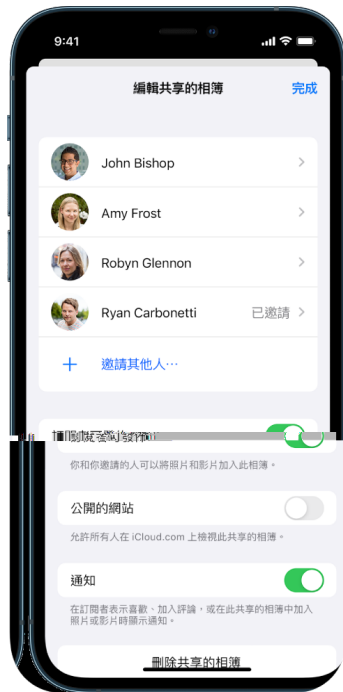 9:41
編輯共享的相簿
完成
John Bishop
Amy Frost
Robyn Glennon
Ryan Carbonetti
已邀請
邀請其他人…
你和你邀請的人可以將照片和影片加入此相簿。
公開的網站
允許所有人在 iCloud.com 上檢視此共享的相簿。
通知
在訂閱者表示喜歡、加入評論、或在此共享的相簿中加入
照片或影片時顯示通知。
刪除共享的相簿